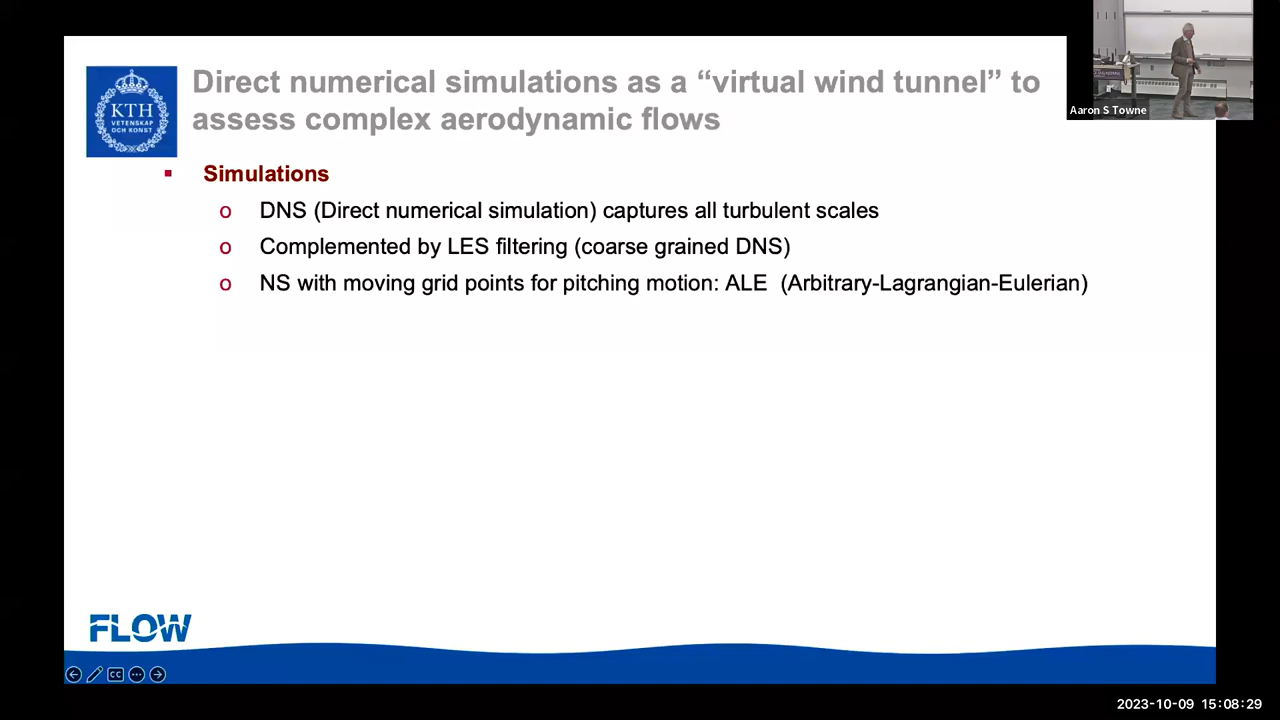 Direct numerical simulations as a “virtual wind tunnel” to
assess complex aerodynamic flows
KTH
VETENSKAP
OCH KONST
Aaron S Towne
▪ Simulations
o DNS (Direct numerical simulation) captures all turbulent scales
o Complemented by LES filtering (coarse grained DNS)
o NS with moving grid points for pitching motion: ALE (Arbitrary-Lagrangian-Eulerian)
FLOW
CC
2023-10-09 15:08:29